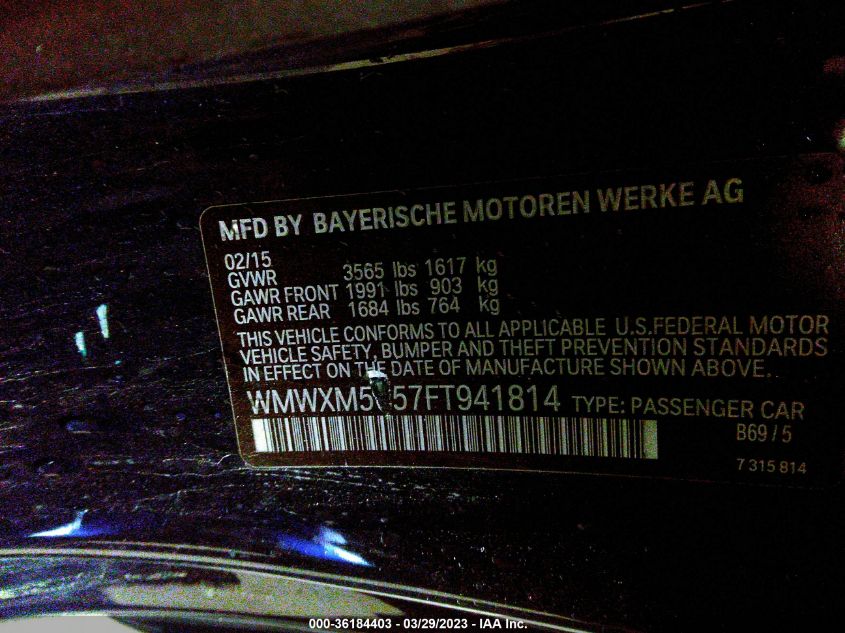 MFD BY BAYERISCHE MOTOREN WERKE AG
02/15
GVWR 3565 lbs 1617 kg
GAWR FRONT 1991 lbs 903 kg
GAWR REAR 1684 lbs 764 kg
THIS VEHICLE CONFORMS TO ALL APPLICABLE U.S.FEDERAL MOTOR
VEHICLE SAFETY, BUMPER AND THEFT PREVENTION STANDARDS
IN EFFECT ON THE DATE OF MANUFACTURE SHOWN ABOVE.
TYPE: PASSENGER CAR
B69/5
7 315 814
000-36184403 - 03/29/2023 - IAA Inc.